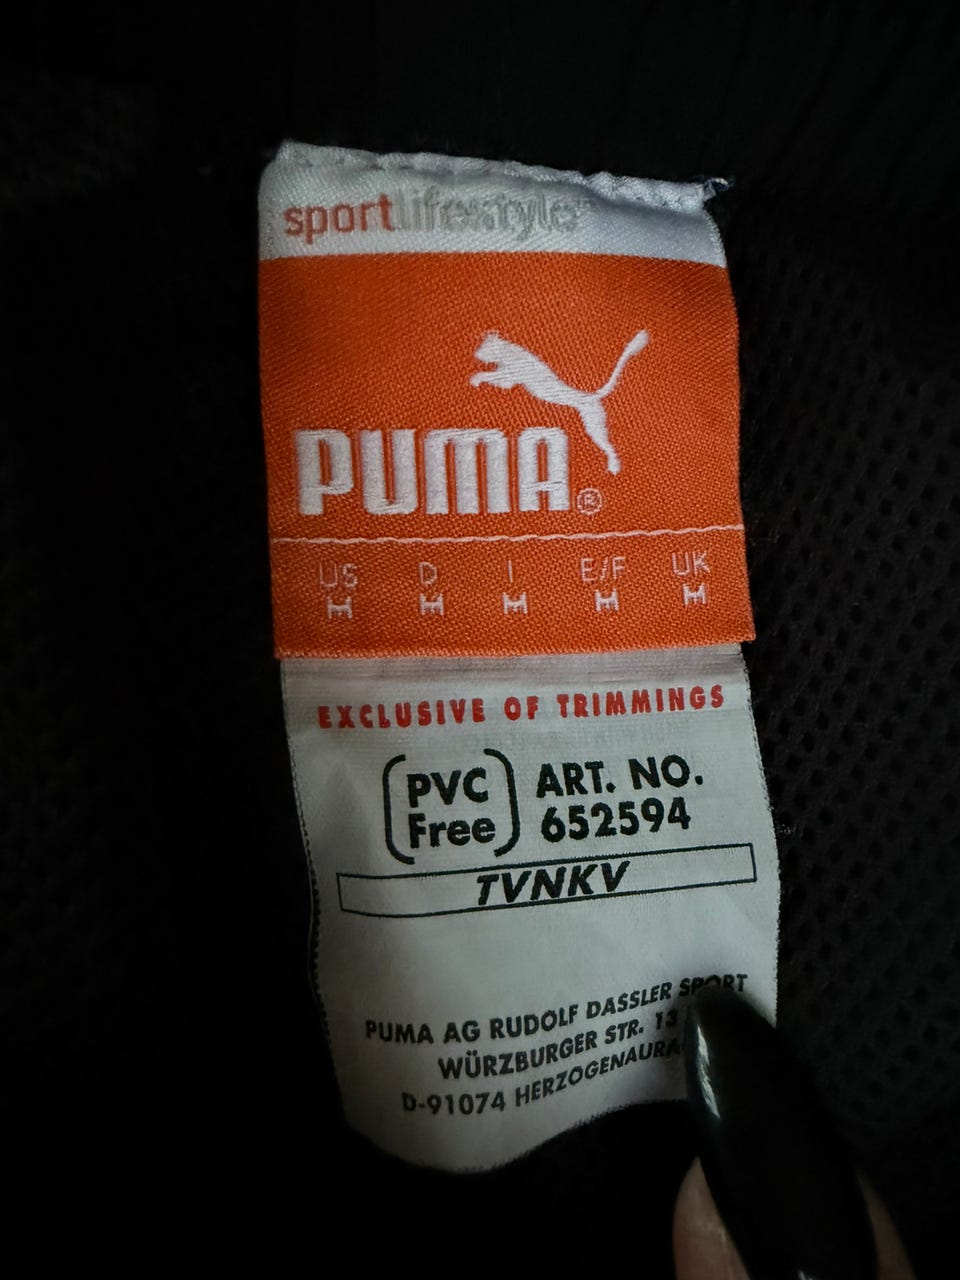 sportlifestyle®
PUMA®
US D I E/F UK
M M M M M
EXCLUSIVE OF TRIMMINGS
PVC Free
ART. NO.
652594
TVNKV
PUMA AG RUDOLF DASSLER SPORT
WÜRZBURGER STR. 13
D-91074